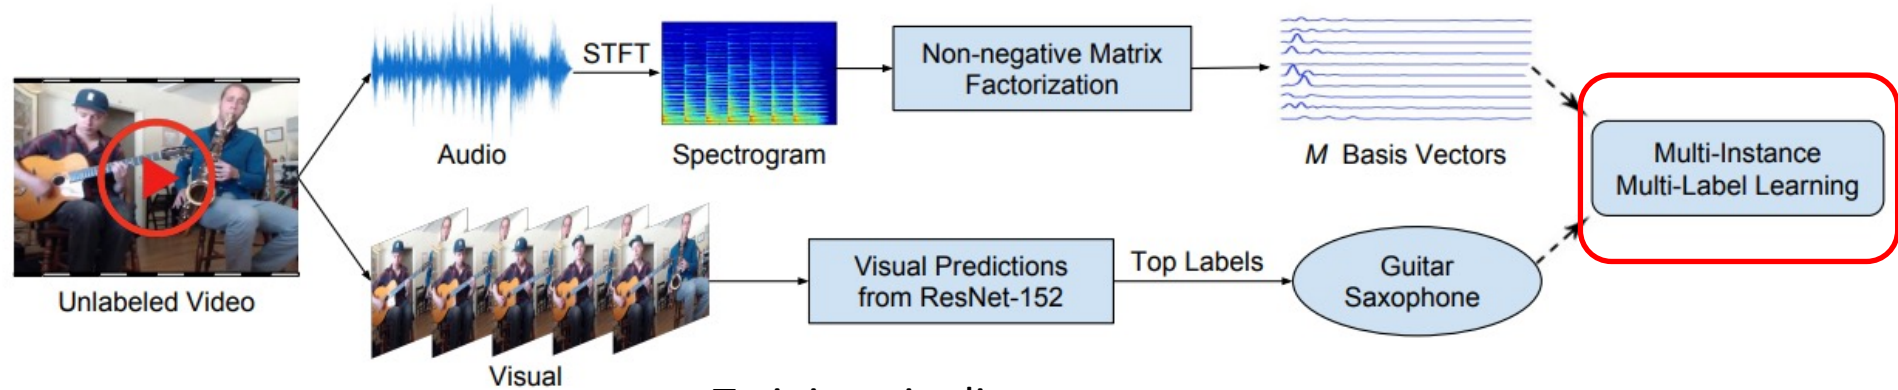 Unlabeled Video
Audio
STFT
Spectrogram
Non-negative Matrix
Factorization
M Basis Vectors
Multi-Instance
Multi-Label Learning
Visual
Visual Predictions
from ResNet-152
Top Labels
Guitar
Saxophone